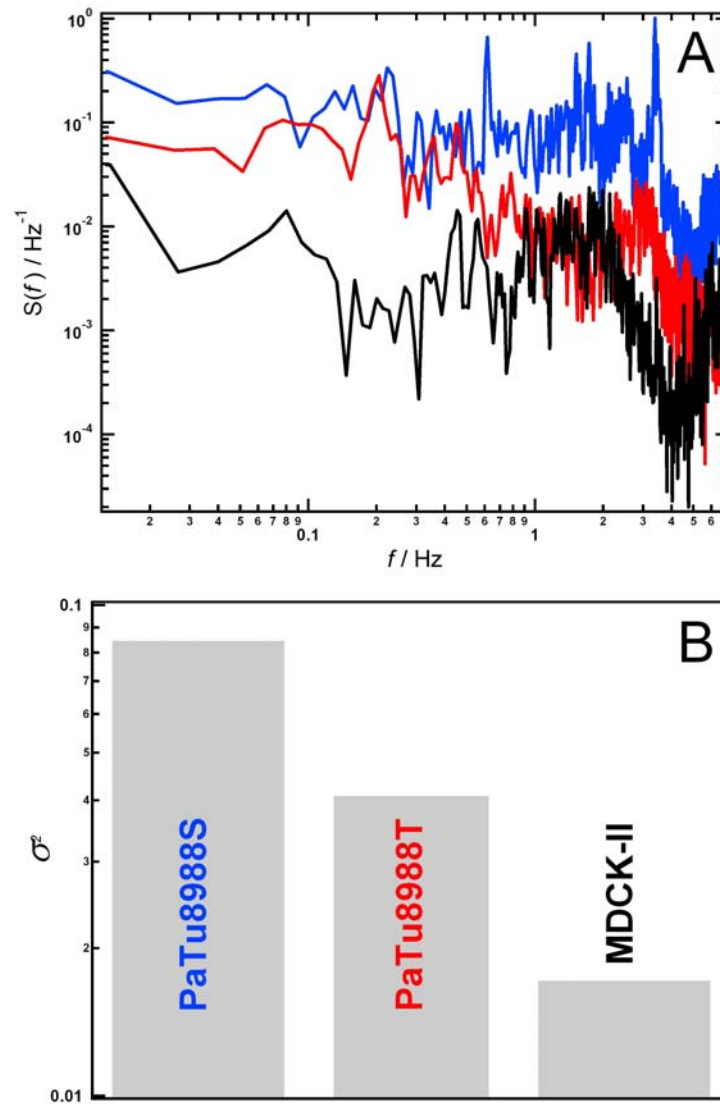 A
10⁰
10⁻¹
10⁻²
10⁻³
10⁻⁴
S(f) / Hz⁻¹
2 3 4 5 6 7 8 9 2 3 4 5 6 7 8 9 2 3 4 5 6
0.1 1
f / Hz
B
0.1
9
8
7
6
5
4
3
2
0.01
σ²
PaTu8988S
PaTu8988T
MDCK-II